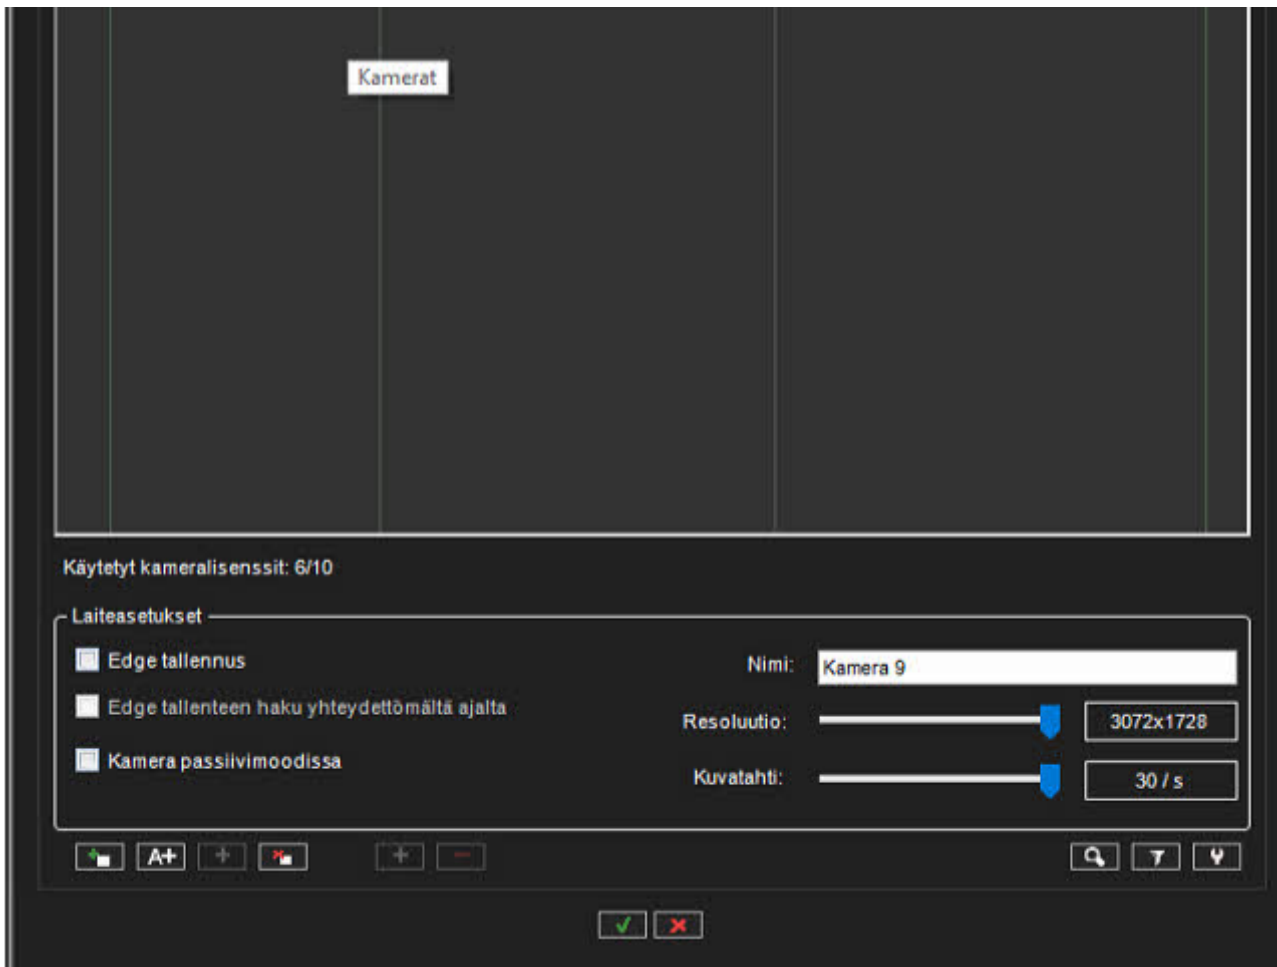 Kamerat
Käytetyt kameralisenssit: 6/10
Laiteasetukset
Edge tallennus
Edge tallenteen haku yhteydettömältä ajalta
Kamera passiivimoodissa
Nimi: Kamera 9
Resoluutio: 3072x1728
Kuvatahti: 30 / s
A+